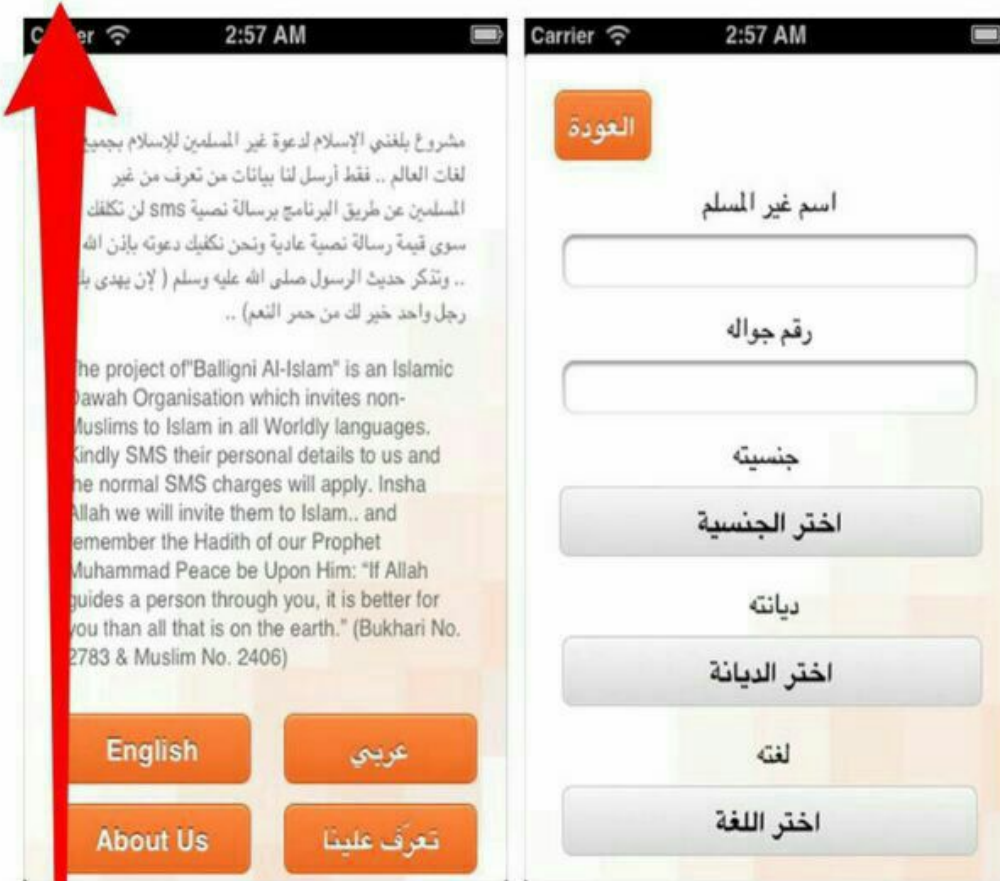 2:57 AM
مشروع بلغني الإسلام لدعوة غير المسلمين للإسلام بجميع
لغات العالم .. فقط أرسل لنا بيانات من تعرف من غير
المسلمين عن طريق البرنامج برسالة نصية sms لن تكلفك
سوى قيمة رسالة نصية عادية ونحن نكفيك دعوته بإذن الله
.. وتذكر حديث الرسول صلى الله عليه وسلم ( لإن يهدى
رجل واحد خير لك من حمر النعم) ..
project of"Balligni Al-Islam" is an Islamic
Organisation which invites non-
Muslims to Islam in all Worldly languages.
Kindly SMS their personal details to us and
normal SMS charges will apply. Insha
Allah we will invite them to Islam.. and
remember the Hadith of our Prophet
Muhammad Peace be Upon Him: “If Allah
guides a person through you, it is better for
you than all that is on the earth.” (Bukhari No.
2783 & Muslim No. 2406)
English
عربي
About Us
تعرّف علينا
Carrier 2:57 AM
العودة
اسم غير المسلم
رقم جواله
جنسيته
اختر الجنسية
ديانته
اختر الديانة
لغته
اختر اللغة